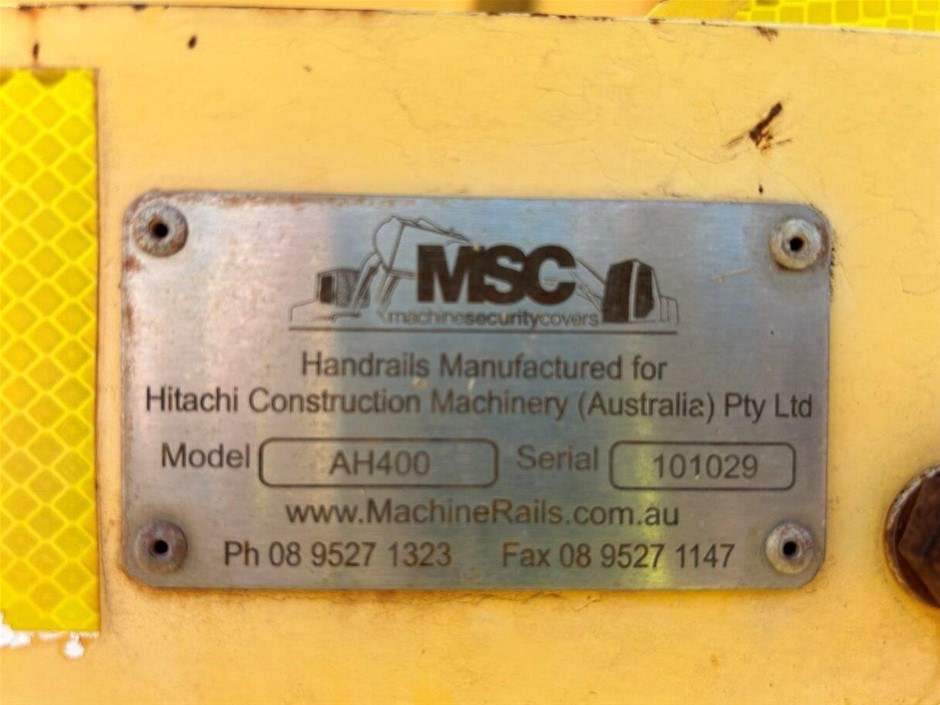 MSC
machinesecuritycovers
Handrails Manufactured for
Hitachi Construction Machinery (Australia) Pty Ltd
Model AH400 Serial 101029
www.MachineRails.com.au
Ph 08 9527 1323 Fax 08 9527 1147